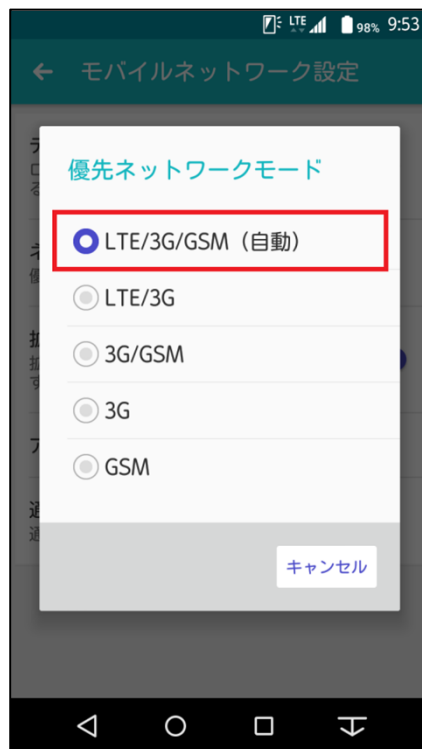 LTE 98% 9:53
モバイルネットワーク設定
優先ネットワークモード
LTE/3G/GSM（自動）
LTE/3G
3G/GSM
3G
GSM
キャンセル